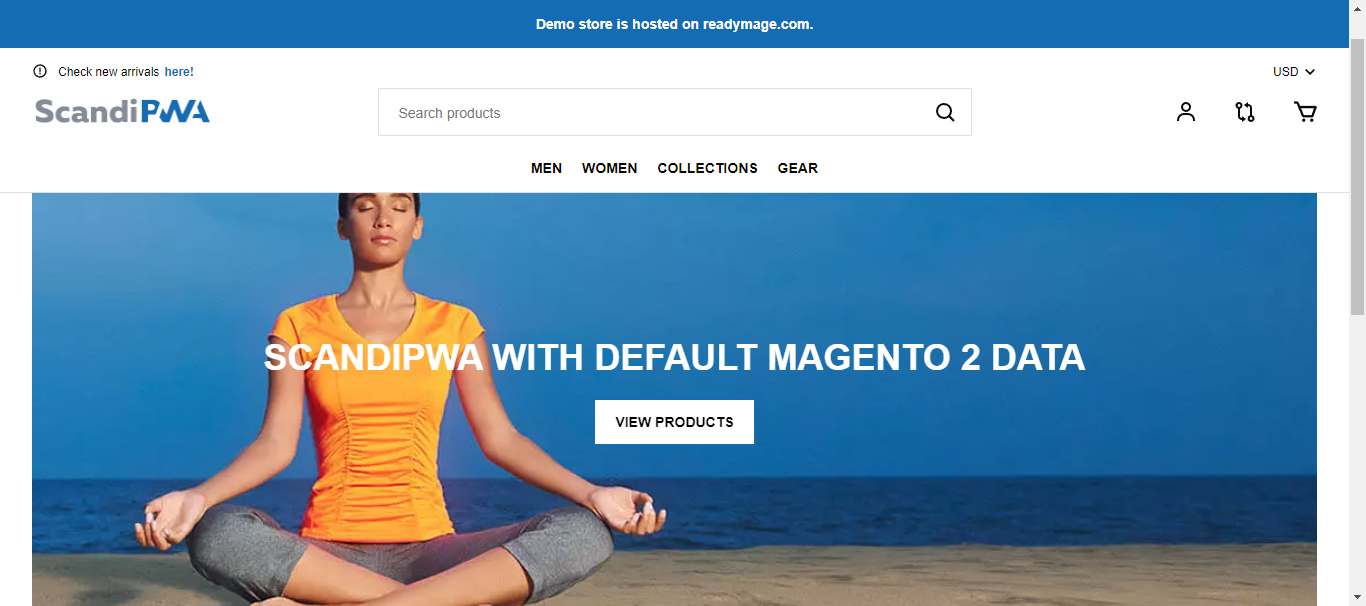 Demo store is hosted on readymage.com.
Check new arrivals here!
USD
ScandiPWA
Search products
MEN WOMEN COLLECTIONS GEAR
SCANDIPWA WITH DEFAULT MAGENTO 2 DATA
VIEW PRODUCTS